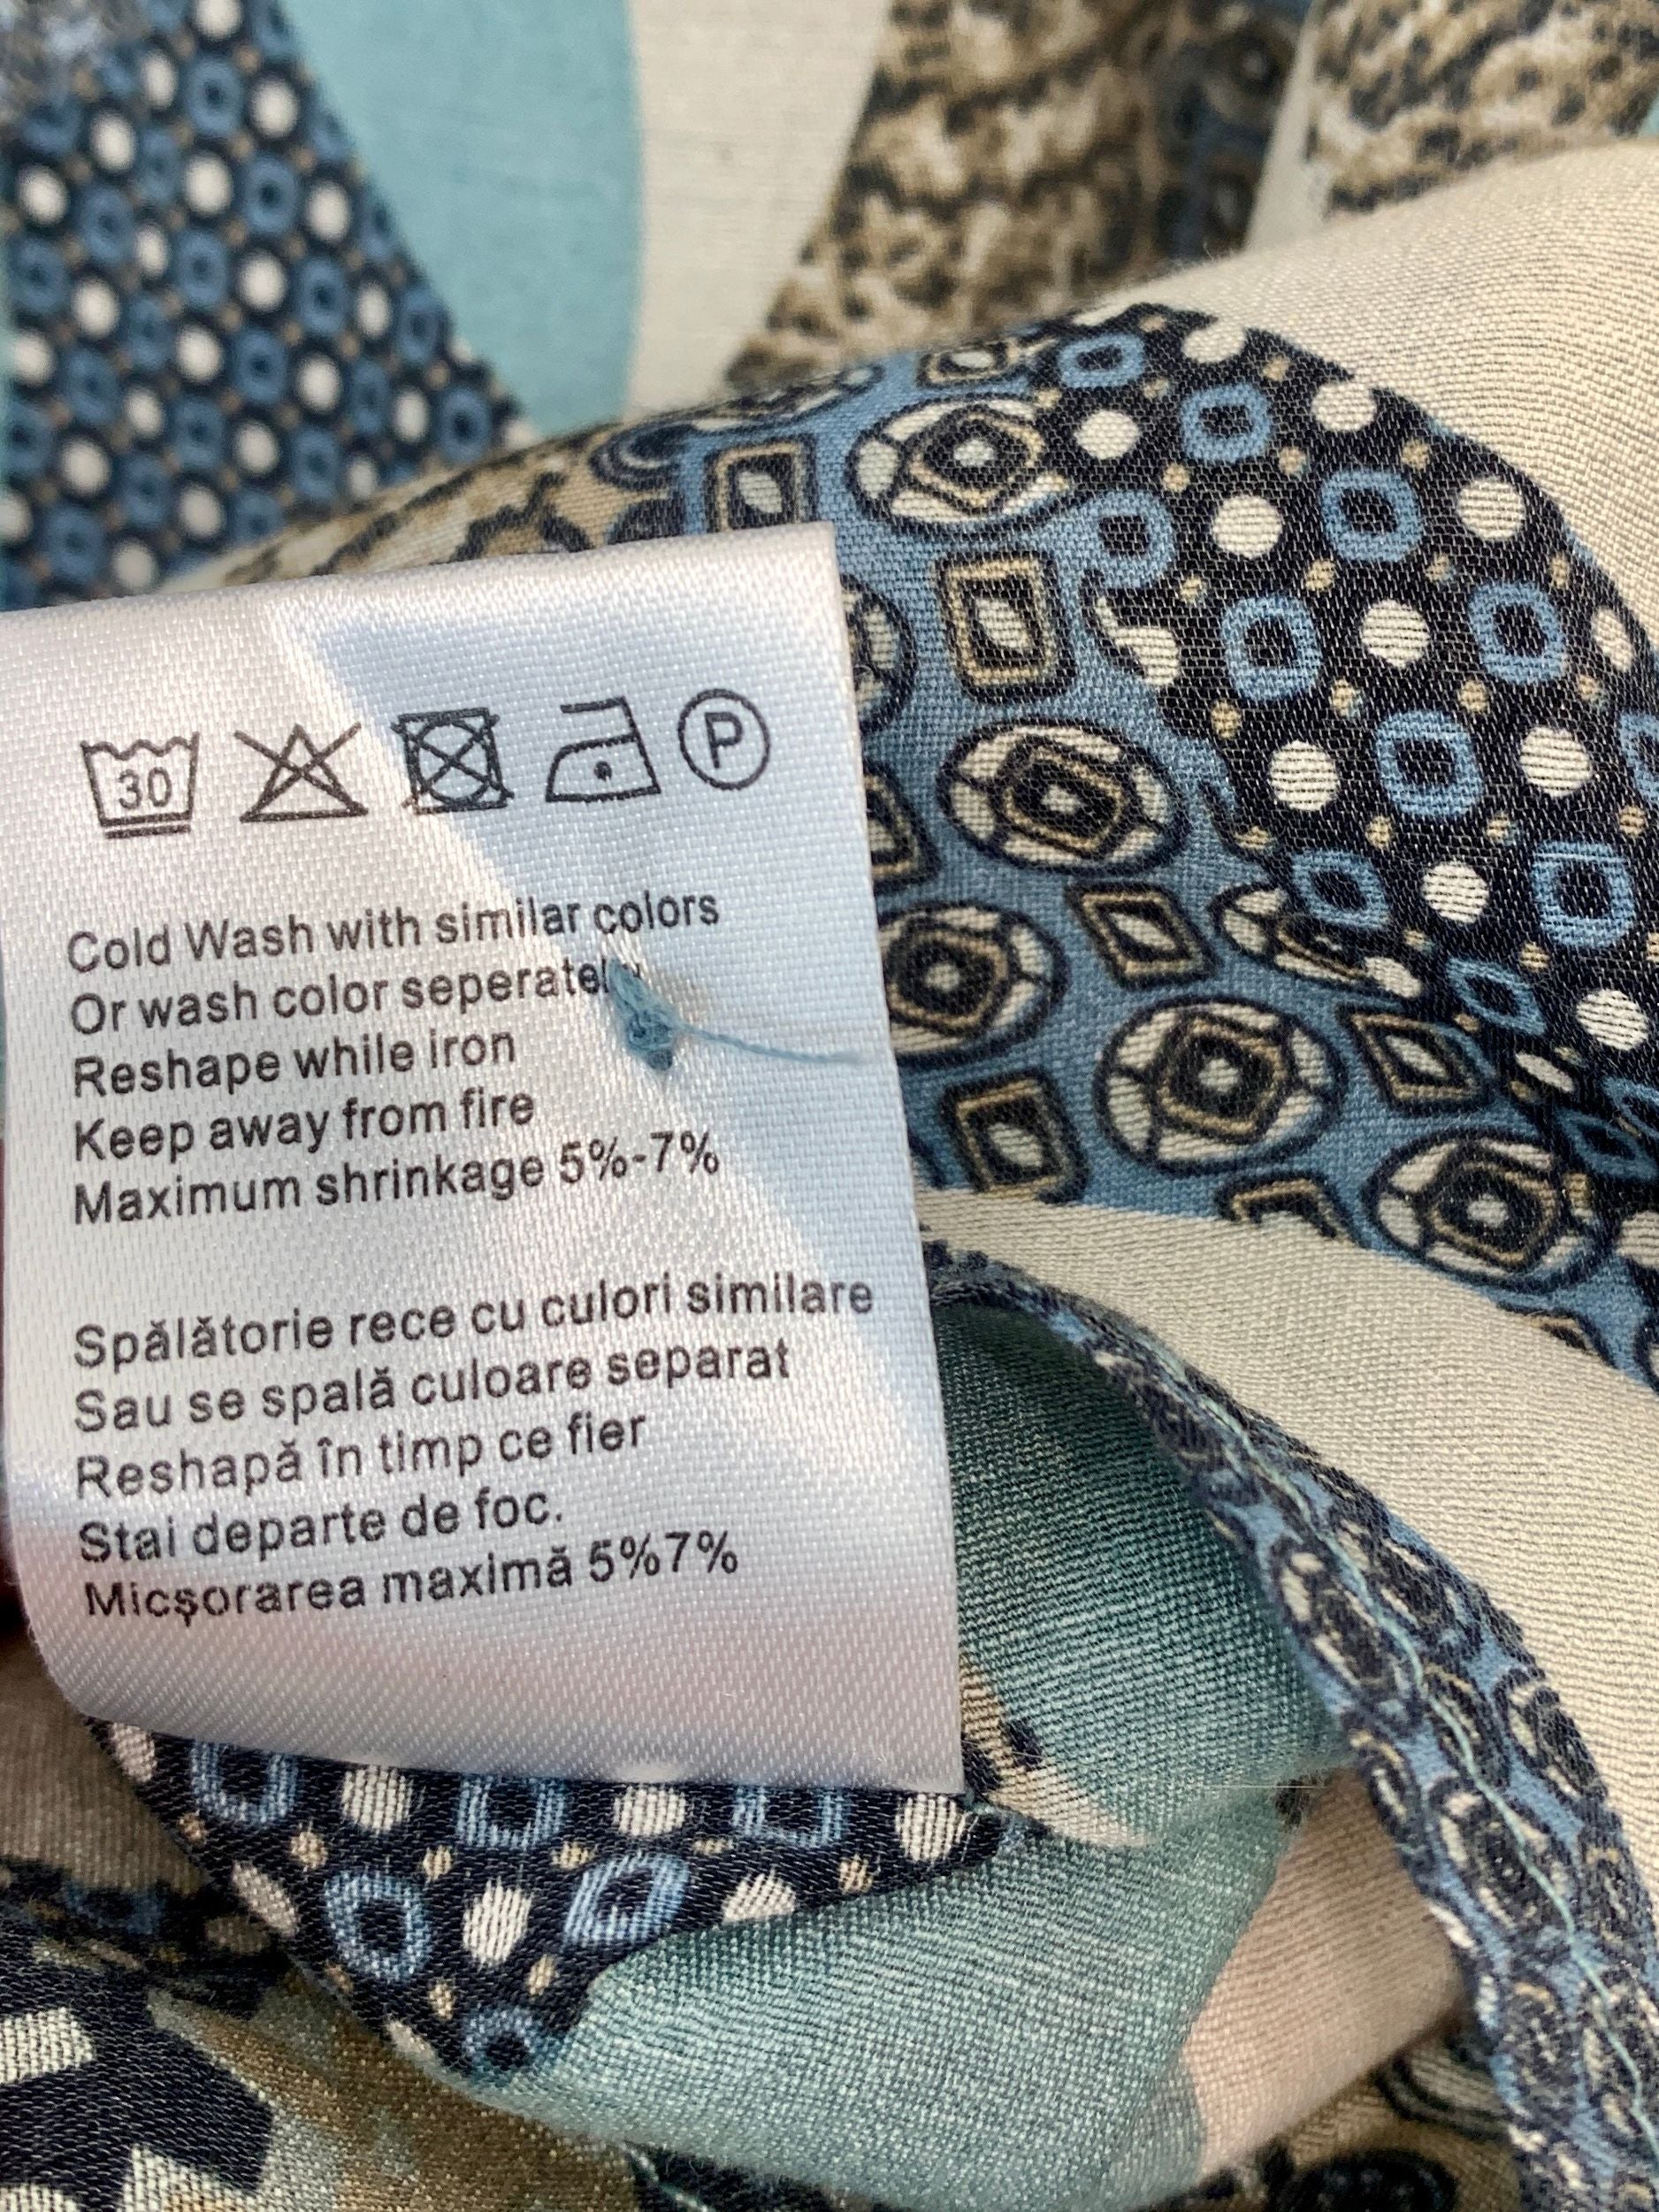 30 P
Cold Wash with similar colors
Or wash color seperately
Reshape while iron
Keep away from fire
Maximum shrinkage 5%-7%
Spălătorie rece cu culori similare
Sau se spală culoare separat
Reshapă în timp ce fier
Stai departe de foc.
Micșorarea maximă 5%7%